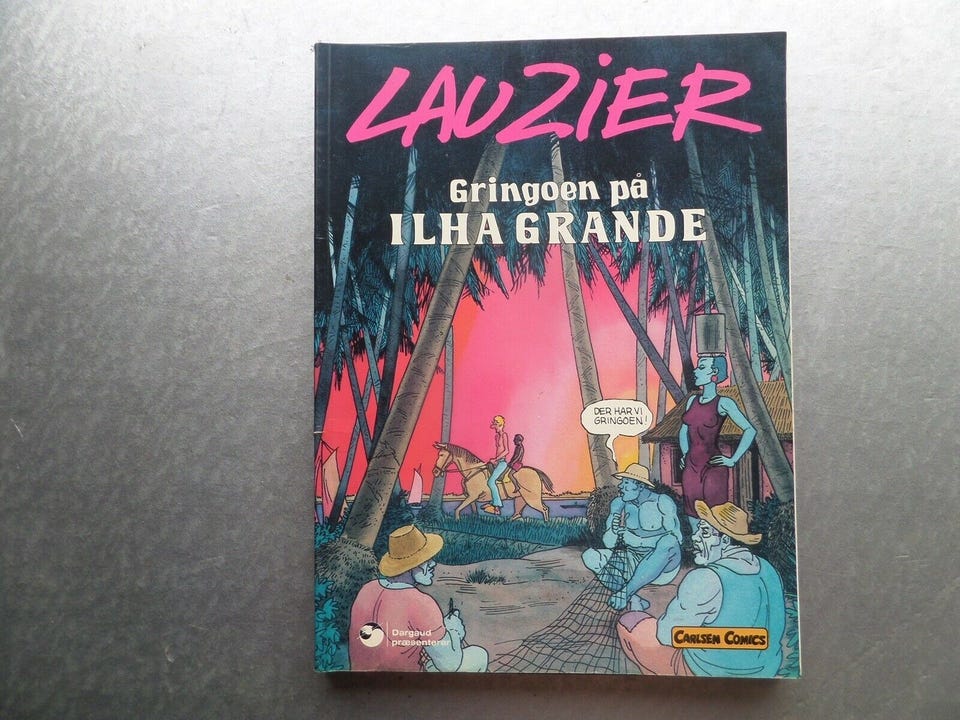 LAUZIER
Gringoen på
ILHA GRANDE
DER HAR VI
GRINGOEN!
Dargaud
præsenterer
CARLSEN COMICS